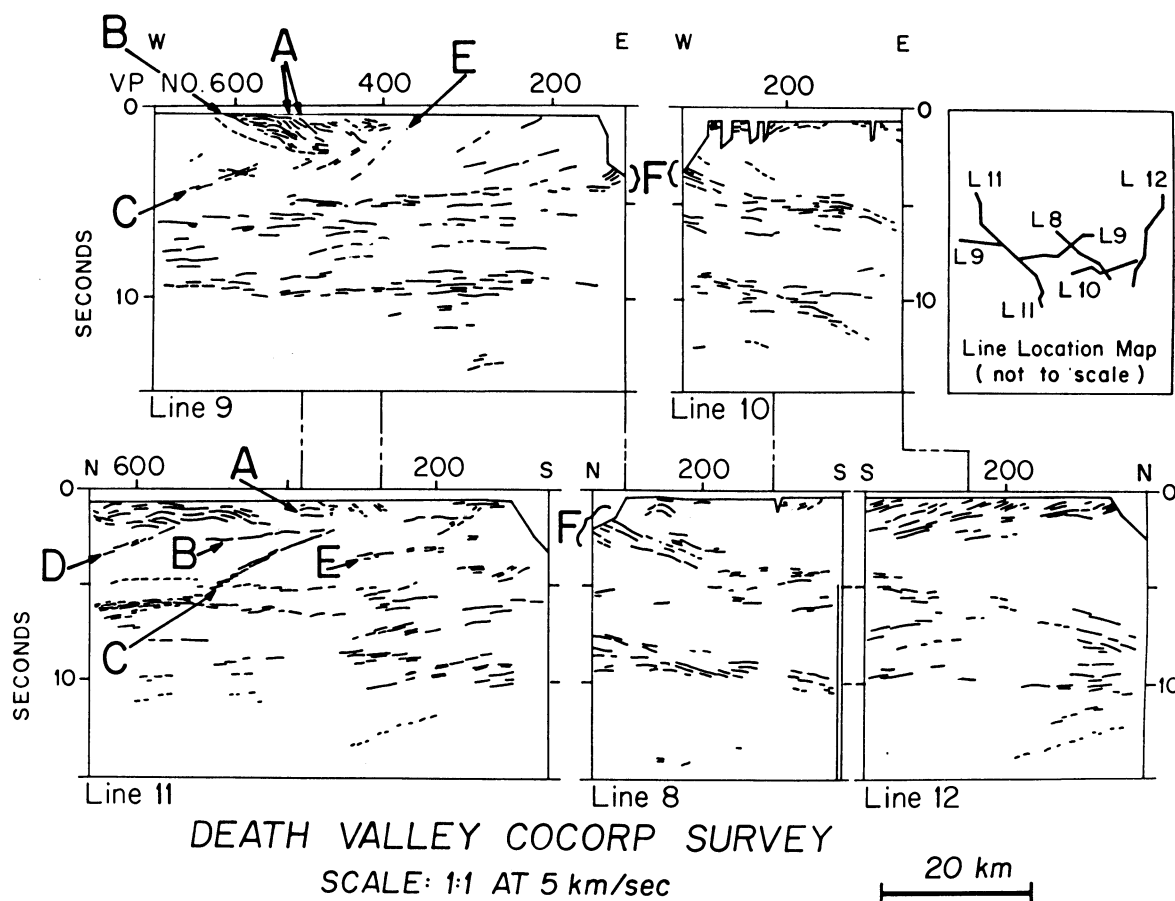 B W A E E W E
VP NO. 600 400 200 200
0 0
C F
SECONDS
10 10
Line 9 Line 10
L 11 L 12
L 8 L9
L9
L 10
L 11
Line Location Map
(not to scale)
N 600 A 200 S N 200 S S 200 N
0 0
D B E F
C
SECONDS
10 10
Line 11 Line 8 Line 12
DEATH VALLEY COCORP SURVEY
SCALE: 1:1 AT 5 km/sec
20 km